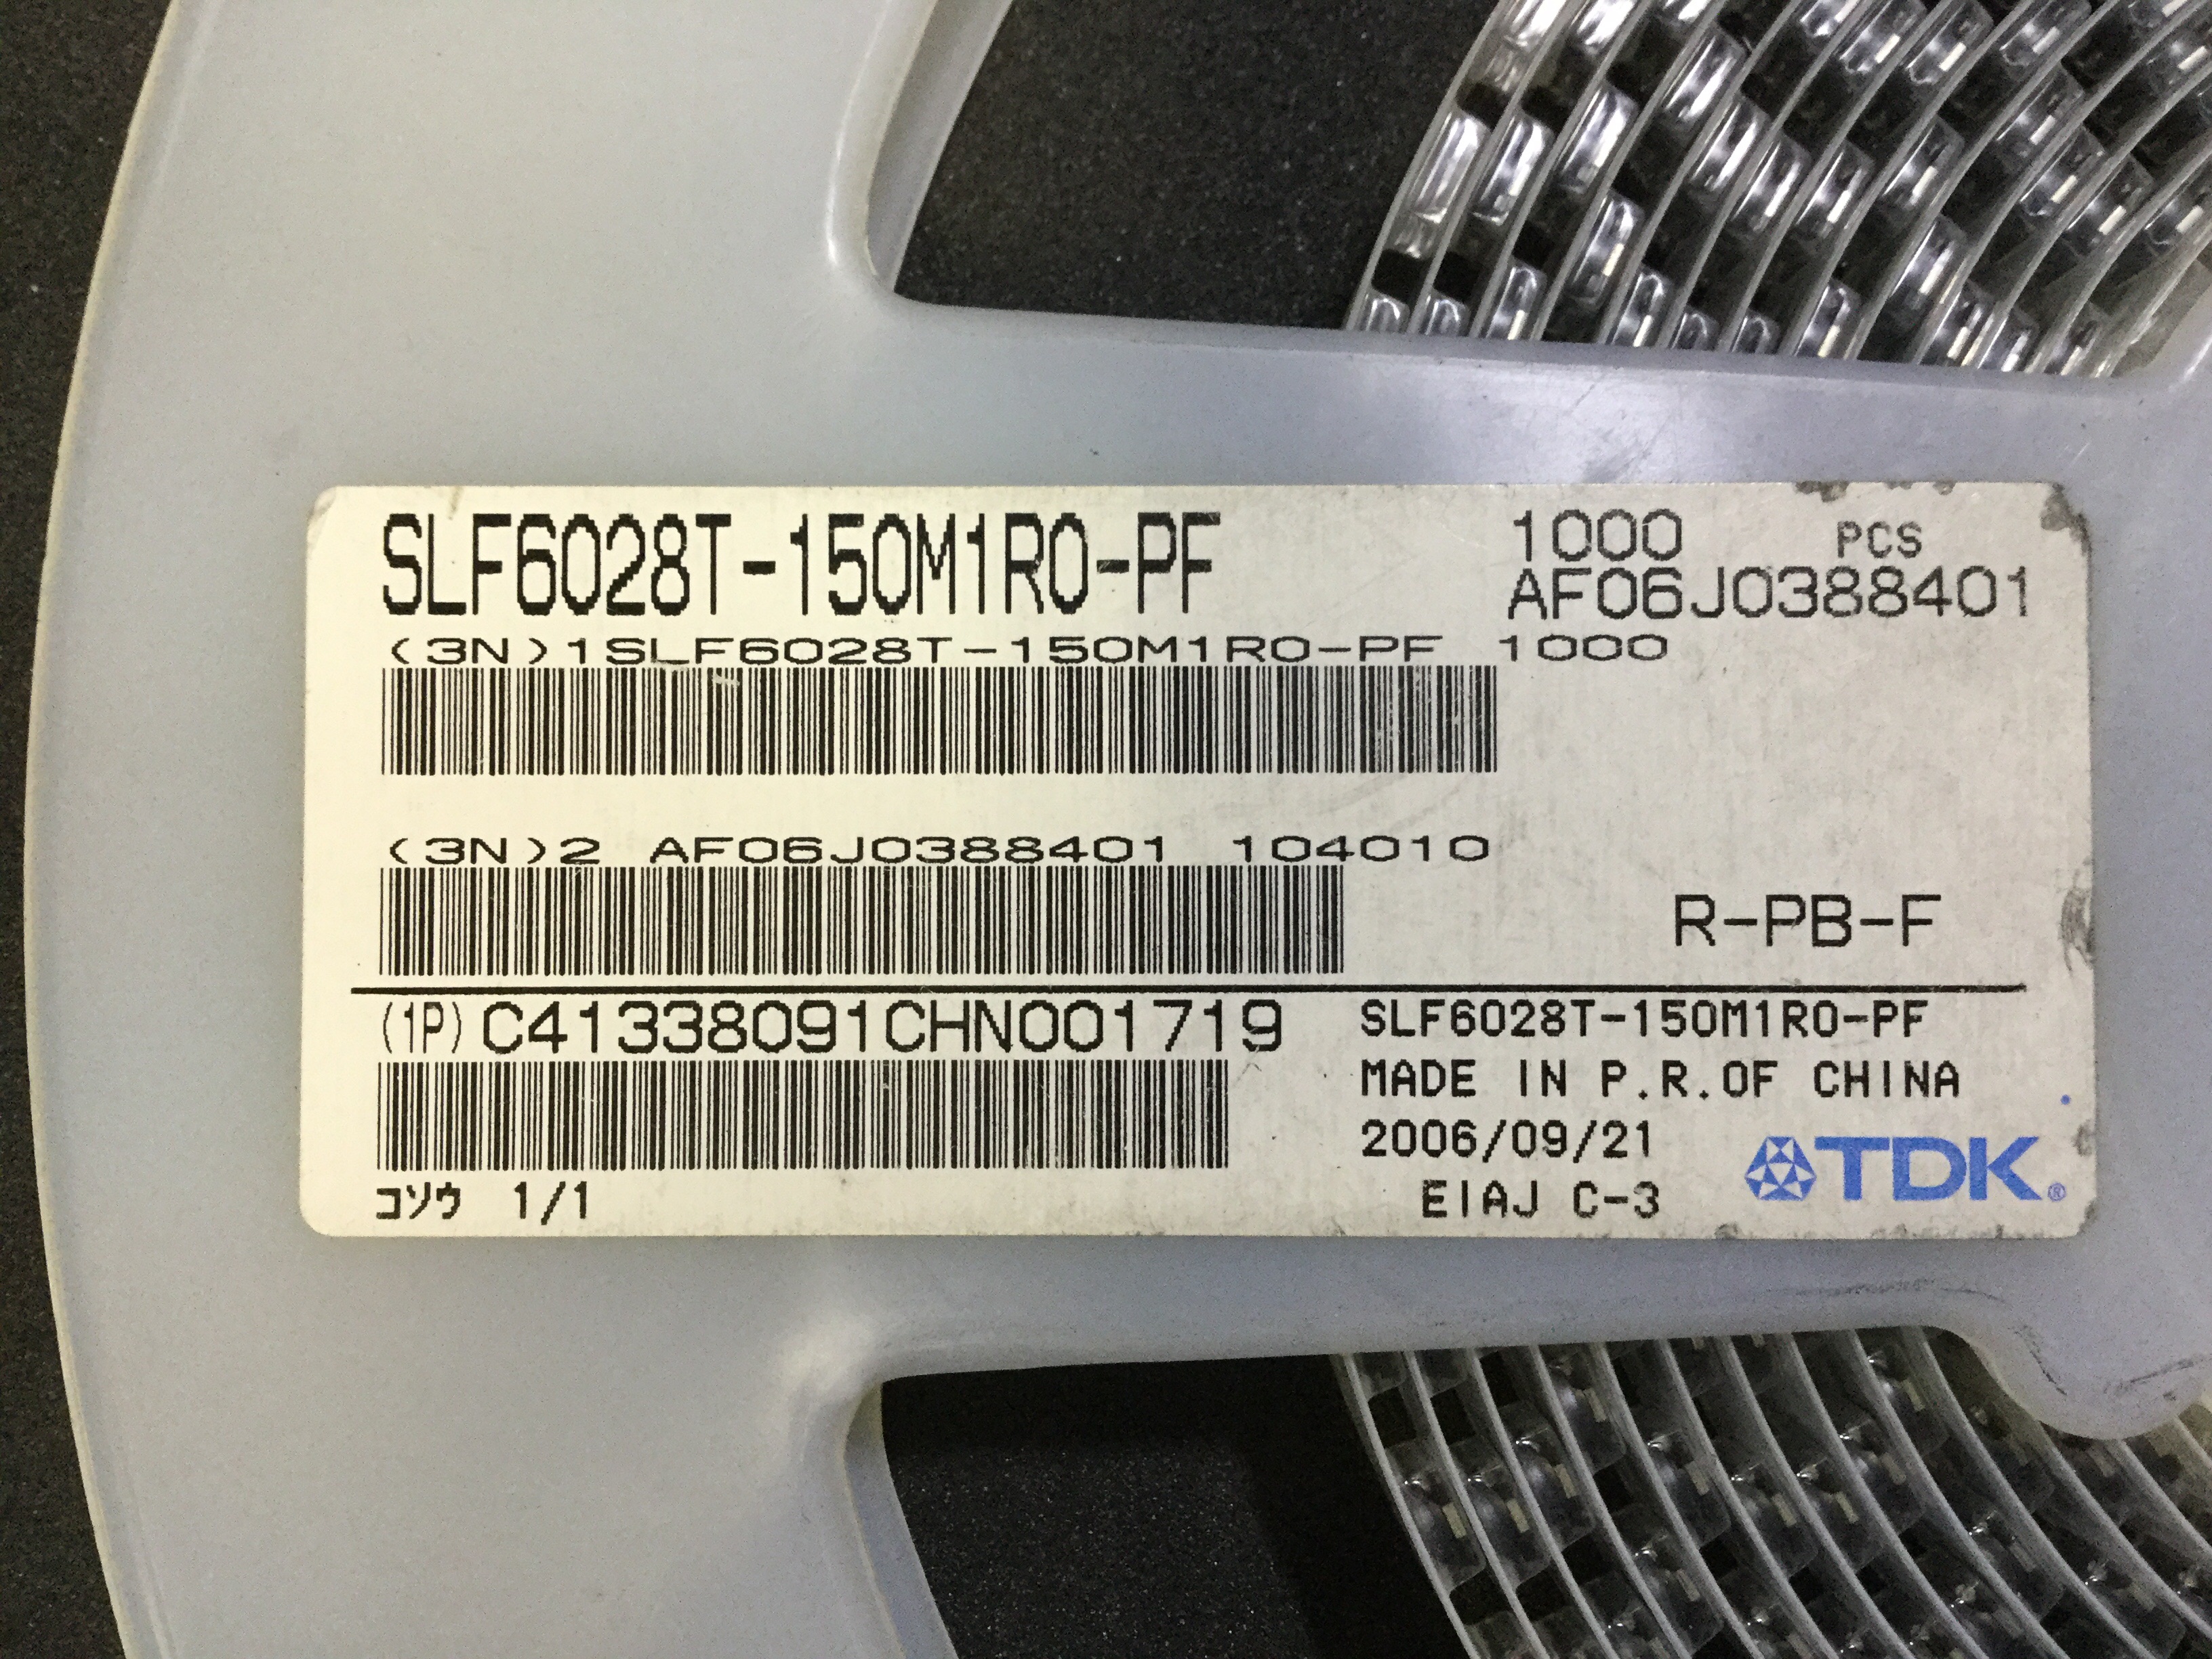 SLF6028T-150M1R0-PF
1000 PCS
AF06J0388401
(3N)1SLF6028T-150M1R0-PF 1000
(3N)2 AF06J0388401 104010
R-PB-F
(1P) C41338091CHN001719
SLF6028T-150M1R0-PF
MADE IN P.R.OF CHINA
2006/09/21
TDK®
コソウ 1/1
EIAJ C-3